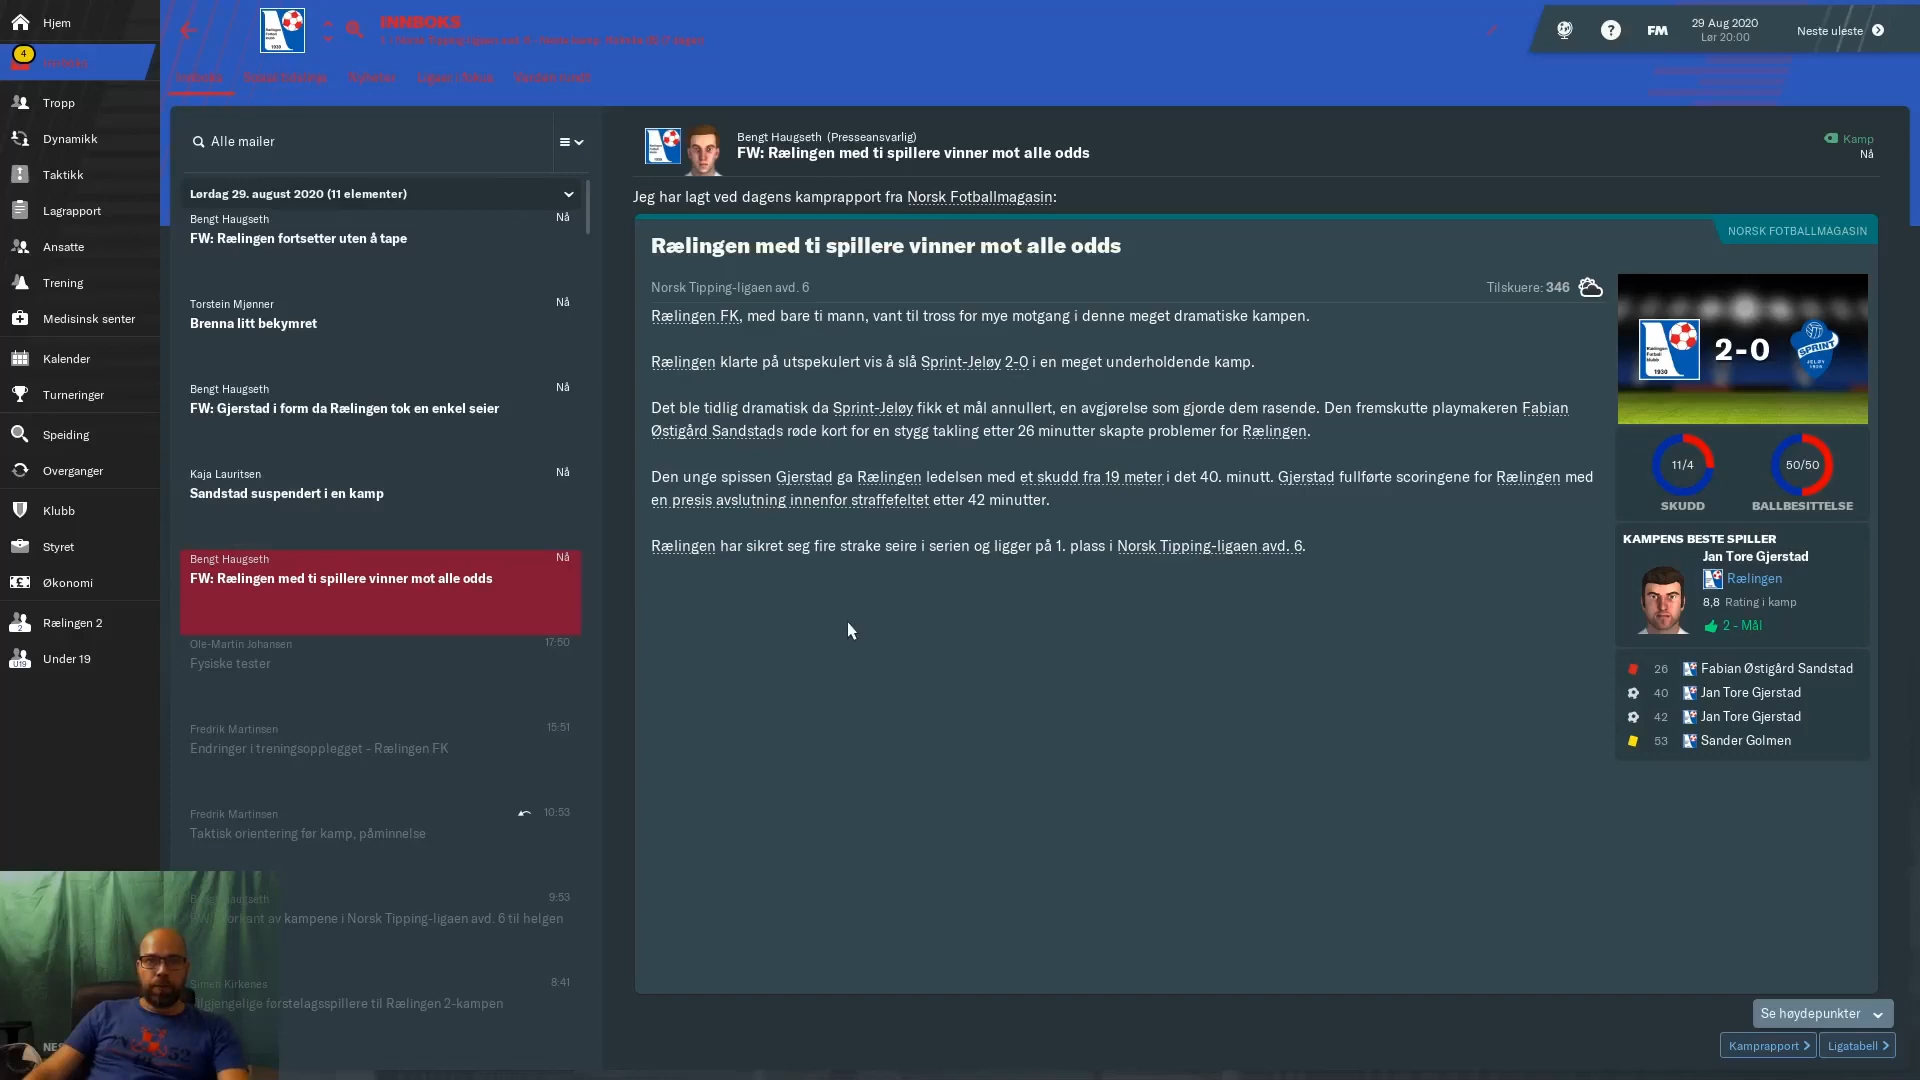 Hjem
INNBOKS
29 Aug 2020
Lør 20:00
FM
Neste uleste
4
Innboks
Nyheter
Tropp
Dynamikk
Taktikk
Lagrapport
Ansatte
Trening
Medisinsk senter
Kalender
Turneringer
Speiding
Overganger
Klubb
Styret
Økonomi
Rælingen 2
Under 19
Alle mailer
Lørdag 29. august 2020 (11 elementer)
Bengt Haugseth
Nå
FW: Rælingen fortsetter uten å tape
Torstein Mjønner
Nå
Brenna litt bekymret
Bengt Haugseth
Nå
FW: Gjerstad i form da Rælingen tok en enkel seier
Kaja Lauritsen
Nå
Sandstad suspendert i en kamp
Bengt Haugseth
Nå
FW: Rælingen med ti spillere vinner mot alle odds
Ole-Martin Johansen
17:50
Fysiske tester
Fredrik Martinsen
15:51
Endringer i treningsopplegget - Rælingen FK
Fredrik Martinsen
10:53
Taktisk orientering før kamp, påminnelse
9:53
av kampene i Norsk Tipping-ligaen avd. 6 til helgen
Simen Kirkenes
8:41
førstelagsspillere til Rælingen 2-kampen
Bengt Haugseth (Presseansvarlig)
FW: Rælingen med ti spillere vinner mot alle odds
Kamp
Nå
Jeg har lagt ved dagens kamprapport fra Norsk Fotballmagasin:
NORSK FOTBALLMAGASIN
Rælingen med ti spillere vinner mot alle odds
Norsk Tipping-ligaen avd. 6
Tilskuere: 346
Rælingen FK, med bare ti mann, vant til tross for mye motgang i denne meget dramatiske kampen.
Rælingen klarte på utspekulert vis å slå Sprint-Jeløy 2-0 i en meget underholdende kamp.
Det ble tidlig dramatisk da Sprint-Jeløy fikk et mål annullert, en avgjørelse som gjorde dem rasende. Den fremskutte playmakeren Fabian
Østigård Sandstads røde kort for en stygg takling etter 26 minutter skapte problemer for Rælingen.
Den unge spissen Gjerstad ga Rælingen ledelsen med et skudd fra 19 meter i det 40. minutt. Gjerstad fullførte scoringene for Rælingen med
en presis avslutning innenfor straffefeltet etter 42 minutter.
Rælingen har sikret seg fire strake seire i serien og ligger på 1. plass i Norsk Tipping-ligaen avd. 6.
2-0
SPRINT
JELØY
11/4
50/50
SKUDD
BALLBESITTELSE
KAMPENS BESTE SPILLER
Jan Tore Gjerstad
Rælingen
8,8 Rating i kamp
2 - Mål
26 Fabian Østigård Sandstad
40 Jan Tore Gjerstad
42 Jan Tore Gjerstad
53 Sander Golmen
Se høydepunkter
Kamprapport
Ligatabell